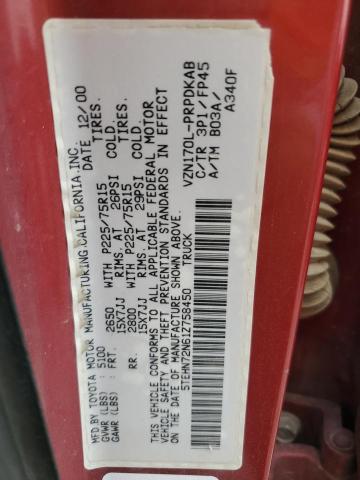 MFD.BY TOYOTA MOTOR MANUFACTURING,CALIFORNIA,INC.
GVWR (LBS) : 5100 DATE 12/00
GAWR (LBS) : FRT. 2650 WITH P225/75R15 TIRES.
15X7JJ RIMS. AT 26PSI COLD.
RR. 2800 WITH P225/75R15 TIRES.
15X7JJ RIMS. AT 29PSI COLD.
THIS VEHICLE CONFORMS TO ALL APPLICABLE FEDERAL MOTOR
VEHICLE SAFETY AND THEFT PREVENTION STANDARDS IN EFFECT
ON THE DATE OF MANUFACTURE SHOWN ABOVE.
5TEHN72N61Z758450 TRUCK
VZN170L-PRPDKAB
C/TR 3P1/FP45
A/TM B03A/
A340F